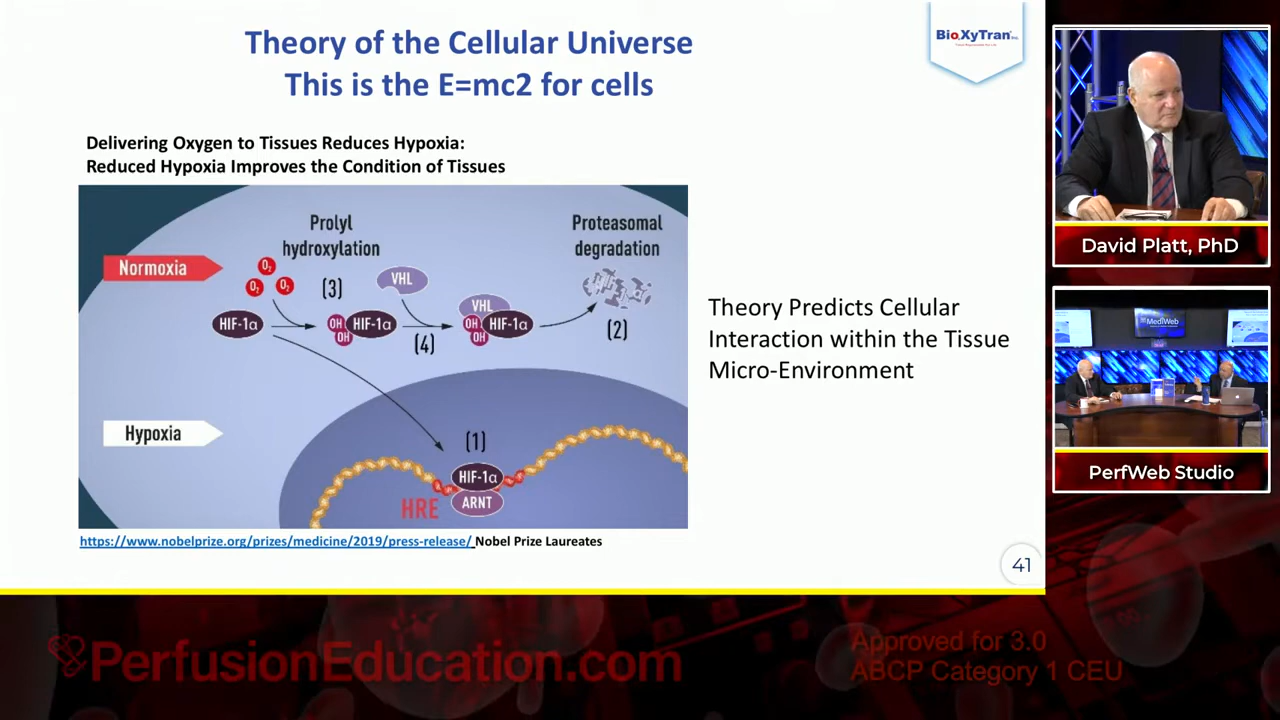 Theory of the Cellular Universe
This is the E=mc2 for cells
Bio.XyTran
Delivering Oxygen to Tissues Reduces Hypoxia:
Reduced Hypoxia Improves the Condition of Tissues
Prolyl
hydroxylation
Proteasomal
degradation
Normoxia
O2
O2
O2
(3)
VHL
VHL
HIF-1α
OH
OH
HIF-1α
OH
OH
HIF-1α
(4)
(2)
Hypoxia
(1)
HIF-1α
HRE
ARNT
Theory Predicts Cellular
Interaction within the Tissue
Micro-Environment
https://www.nobelprize.org/prizes/medicine/2019/press-release/ Nobel Prize Laureates
41
David Platt, PhD
MediWeb
PerfWeb Studio
PerfusionEducation.com
Approved for 3.0
ABCP Category 1 CEU